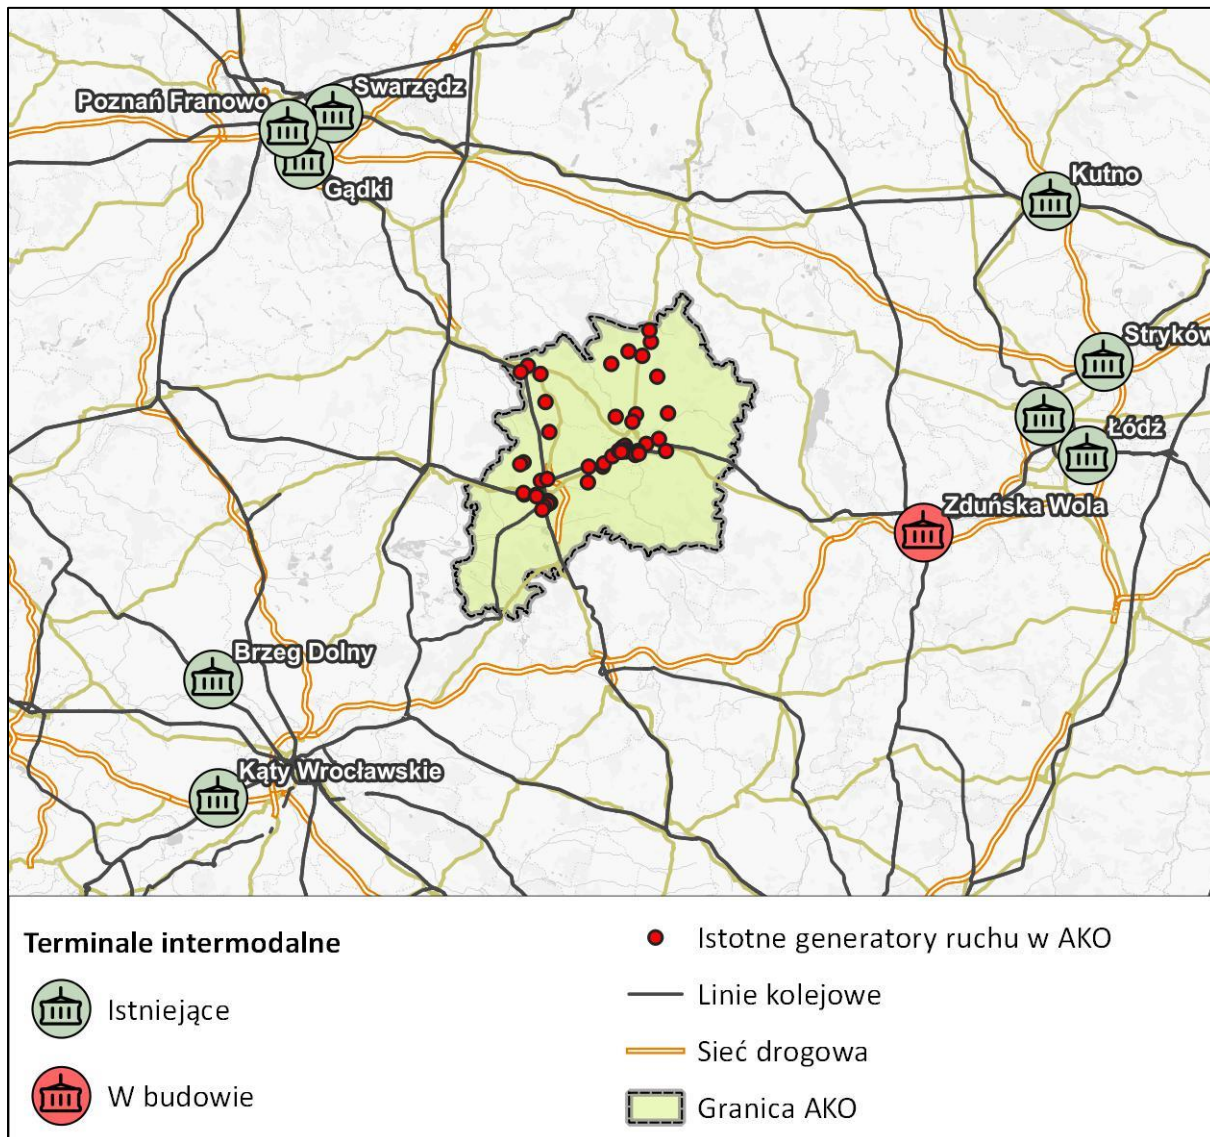 Swarzędz
Poznań Franowo
Gądki
Kutno
Stryków
Łódź
Zduńska Wola
Brzeg Dolny
Kąty Wrocławskie
Terminale intermodalne
Istniejące
W budowie
Istotne generatory ruchu w AKO
Linie kolejowe
Sieć drogowa
Granica AKO